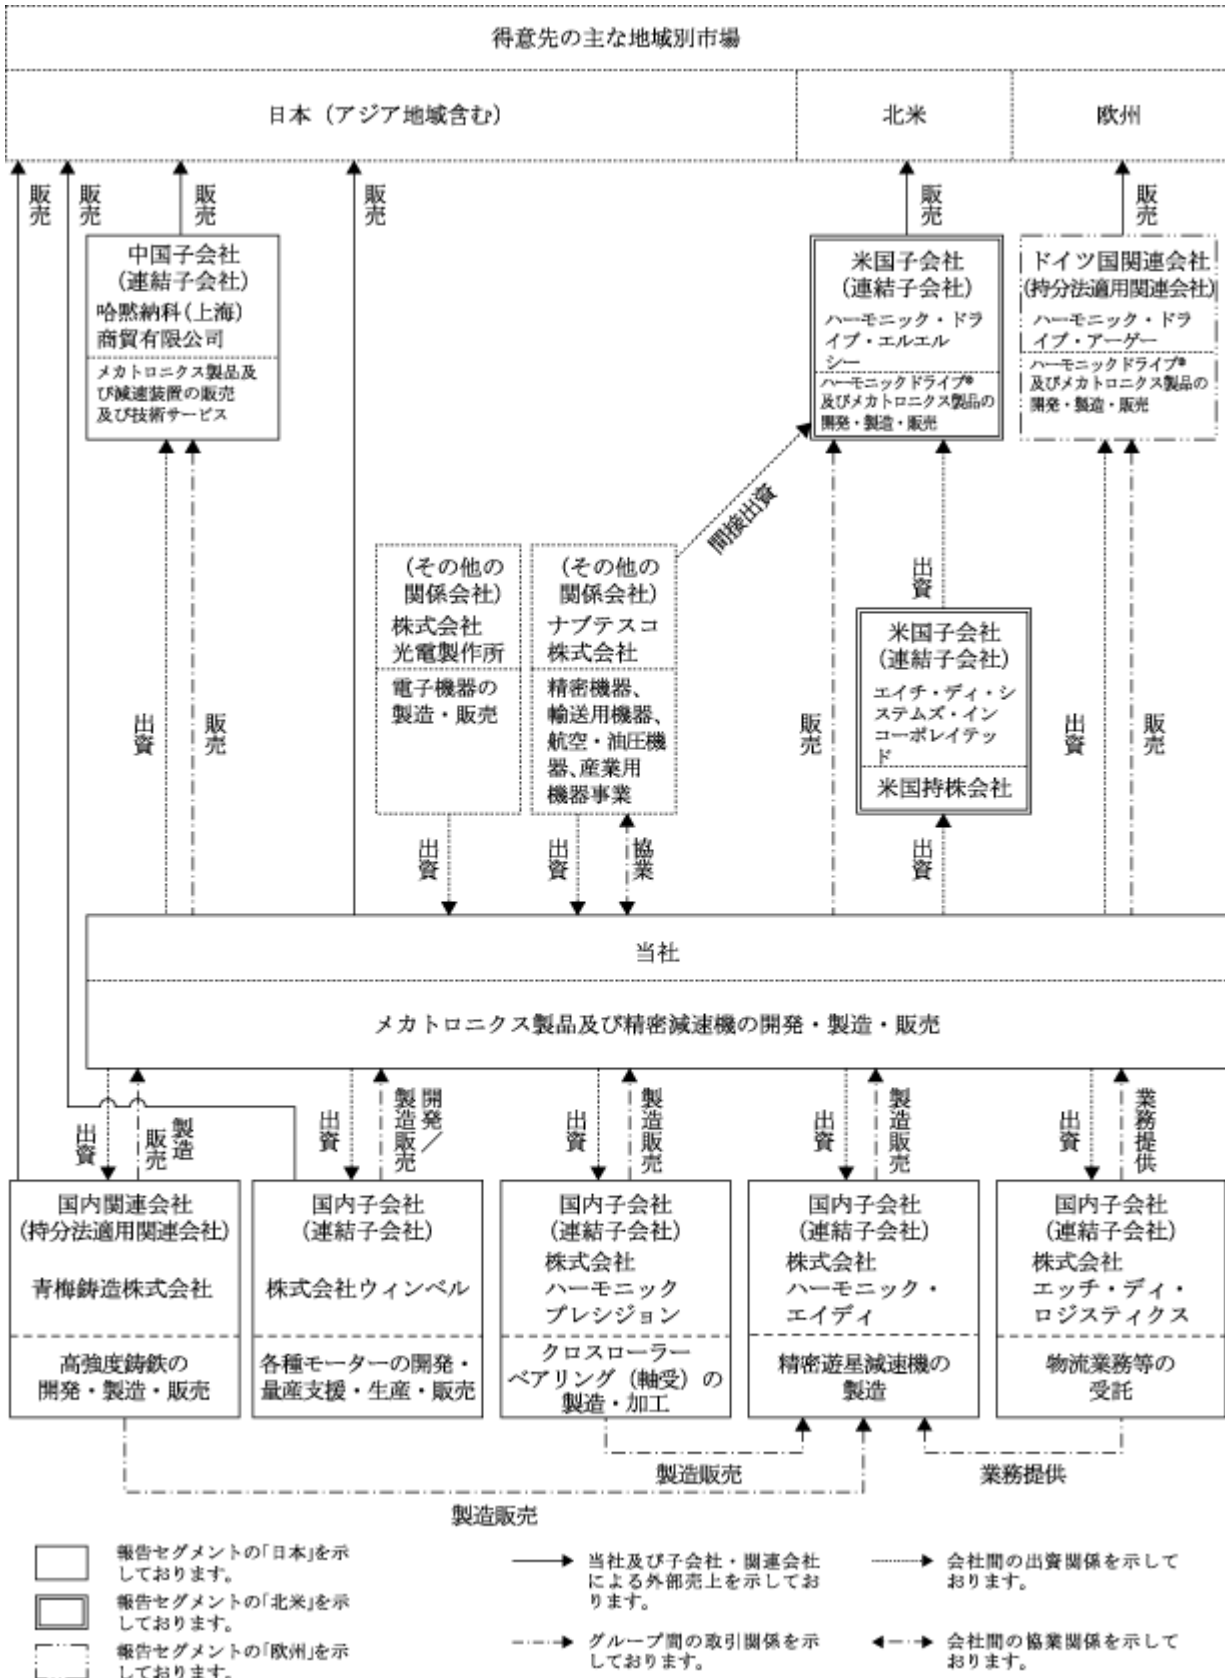 得意先の主な地域別市場
日本（アジア地域含む）
北米
欧州
販売
販売
販売
販売
販売
販売
中国子会社
(連結子会社)
哈黙納科(上海)
商貿有限公司
メカトロニクス製品及
び減速装置の販売
及び技術サービス
米国子会社
(連結子会社)
ハーモニック・ドラ
イブ・エルエル
シー
ハーモニックドライブ®
及びメカトロニクス製品の
開発・製造・販売
ドイツ国関連会社
(持分法適用関連会社)
ハーモニック・ドラ
イブ・アーゲー
ハーモニックドライブ®
及びメカトロニクス製品の
開発・製造・販売
間接出資
(その他の
関係会社)
株式会社
光電製作所
電子機器の
製造・販売
(その他の
関係会社)
ナブテスコ
株式会社
精密機器、
輸送用機器、
航空・油圧機
器、産業用
機器事業
出資
米国子会社
(連結子会社)
エイチ・ディ・シ
ステムズ・イン
コーポレイテッ
ド
米国持株会社
出資
販売
販売
出資
販売
出資
出資
協業
出資
当社
メカトロニクス製品及び精密減速機の開発・製造・販売
出資
製造
販売
出資
開発／
製造販売
出資
製造販売
出資
製造販売
出資
業務提供
国内関連会社
(持分法適用関連会社)
青梅鋳造株式会社
高強度鋳鉄の
開発・製造・販売
国内子会社
(連結子会社)
株式会社ウィンベル
各種モーターの開発・
量産支援・生産・販売
国内子会社
(連結子会社)
株式会社
ハーモニック
プレシジョン
クロスローラー
ベアリング（軸受）の
製造・加工
国内子会社
(連結子会社)
株式会社
ハーモニック・
エイディ
精密遊星減速機の
製造
国内子会社
(連結子会社)
株式会社
エッチ・ディ・
ロジスティクス
物流業務等の
受託
製造販売
業務提供
製造販売
報告セグメントの「日本」を示
しております。
報告セグメントの「北米」を示
しております。
報告セグメントの「欧州」を示
しております。
当社及び子会社・関連会社
による外部売上を示してお
ります。
グループ間の取引関係を示
しております。
会社間の出資関係を示して
おります。
会社間の協業関係を示して
おります。